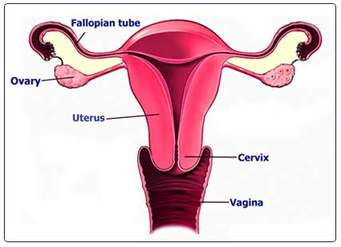 Fallopian tube
Ovary
Uterus
Cervix
Vagina